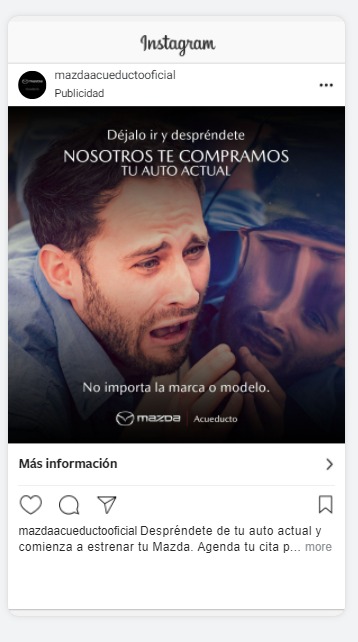 Instagram
mazdaacueductooficial
Publicidad
Déjalo ir y despréndete
NOSOTROS TE COMPRAMOS
TU AUTO ACTUAL
No importa la marca o modelo.
mazda Acueducto
Más información
mazdaacueductooficial Despréndete de tu auto actual y
comienza a estrenar tu Mazda. Agenda tu cita p... more